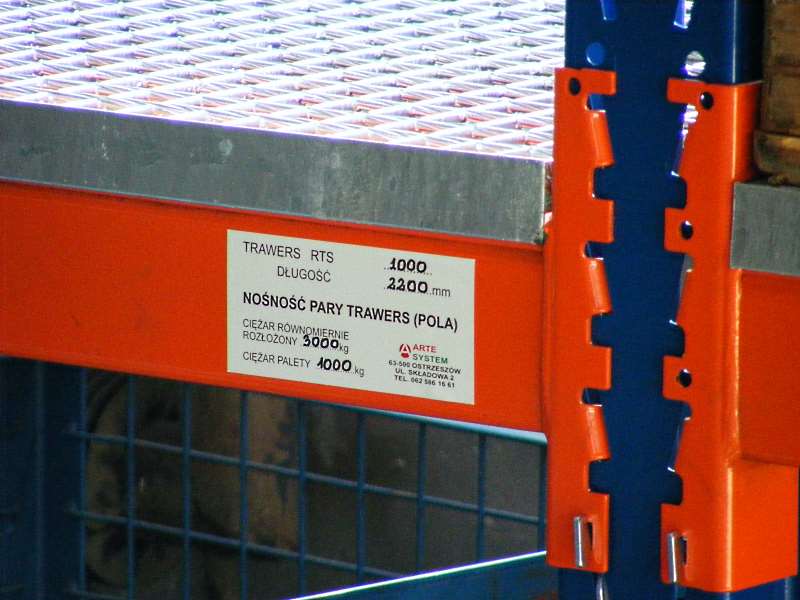 TRAWERS RTS 1000
DŁUGOŚĆ 2200 mm
NOŚNOŚĆ PARY TRAWERS (POLA)
CIĘŻAR RÓWNOMIERNIE
ROZŁOŻONY 3000 kg
CIĘŻAR PALETY 1000 kg
ARTE
SYSTEM
63-500 OSTRZESZÓW
UL. SKŁADOWA 2
TEL. 062 586 16 61